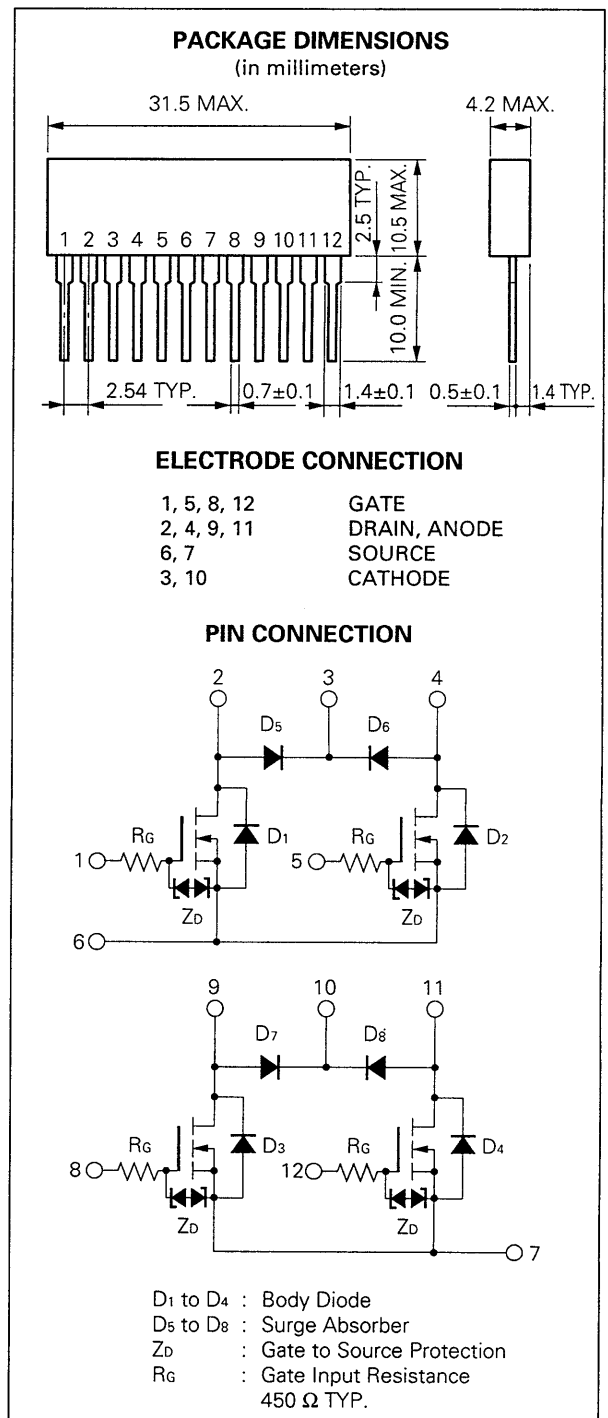 PACKAGE DIMENSIONS
(in millimeters)
31.5 MAX.
4.2 MAX.
2.5 TYP.
10.5 MAX.
1 2 3 4 5 6 7 8 9 10 11 12
10.0 MIN.
2.54 TYP.
0.7±0.1
1.4±0.1
0.5±0.1
1.4 TYP.
ELECTRODE CONNECTION
1, 5, 8, 12 GATE
2, 4, 9, 11 DRAIN, ANODE
6, 7 SOURCE
3, 10 CATHODE
PIN CONNECTION
2 3 4
D5 D6
RG D1 RG D2
1 5
ZD ZD
6
9 10 11
D7 D8
RG D3 RG D4
8 12
ZD ZD
7
D1 to D4 : Body Diode
D5 to D8 : Surge Absorber
ZD : Gate to Source Protection
RG : Gate Input Resistance
450 Ω TYP.